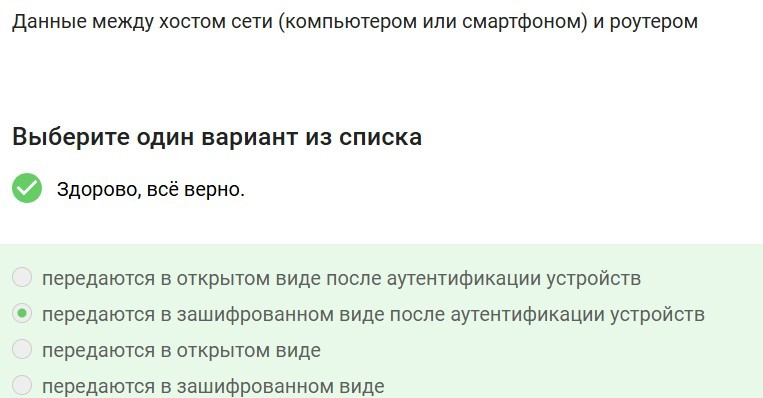 Данные между хостом сети (компьютером или смартфоном) и роутером
Выберите один вариант из списка
Здорово, всё верно.
передаются в открытом виде после аутентификации устройств
передаются в зашифрованном виде после аутентификации устройств
передаются в открытом виде
передаются в зашифрованном виде